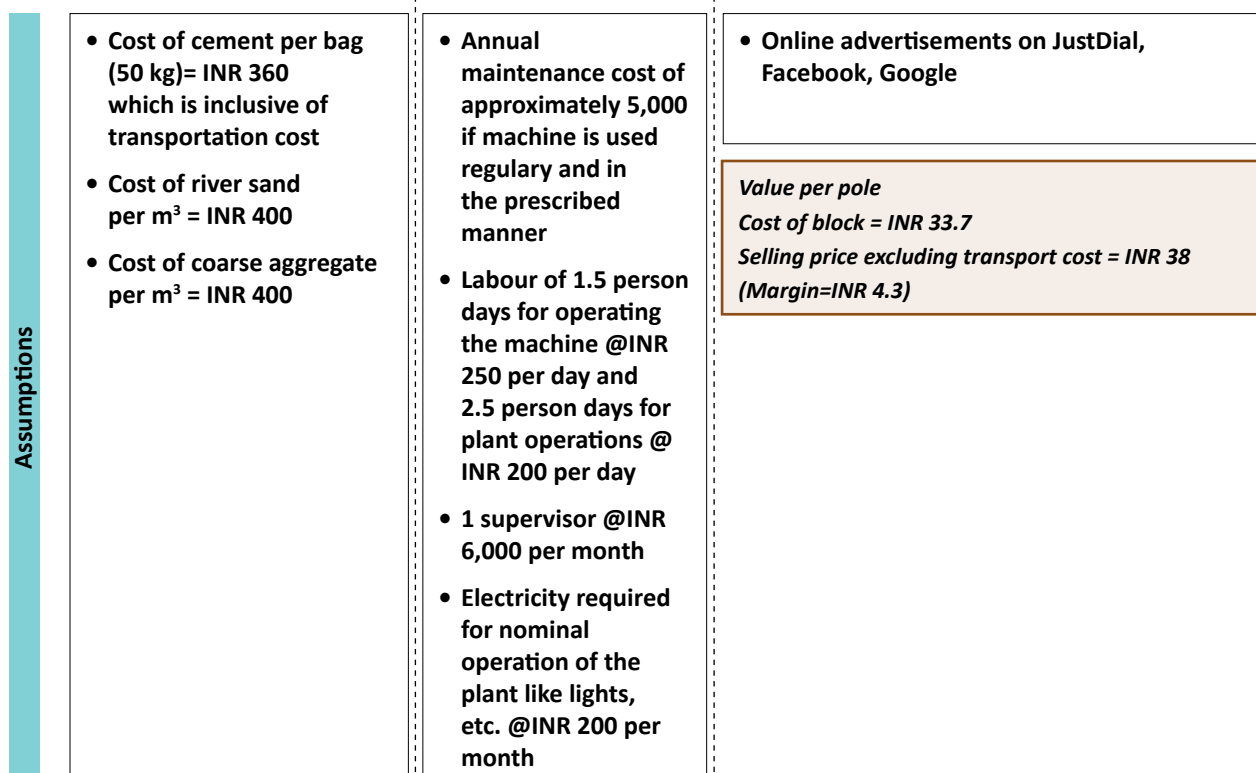 Assumptions
• Cost of cement per bag
(50 kg)= INR 360
which is inclusive of
transportation cost
• Cost of river sand
per m³ = INR 400
• Cost of coarse aggregate
per m³ = INR 400
• Annual
maintenance cost of
approximately 5,000
if machine is used
regulary and in
the prescribed
manner
• Labour of 1.5 person
days for operating
the machine @INR
250 per day and
2.5 person days for
plant operations @
INR 200 per day
• 1 supervisor @INR
6,000 per month
• Electricity required
for nominal
operation of the
plant like lights,
etc. @INR 200 per
month
• Online advertisements on JustDial,
Facebook, Google
Value per pole
Cost of block = INR 33.7
Selling price excluding transport cost = INR 38
(Margin=INR 4.3)